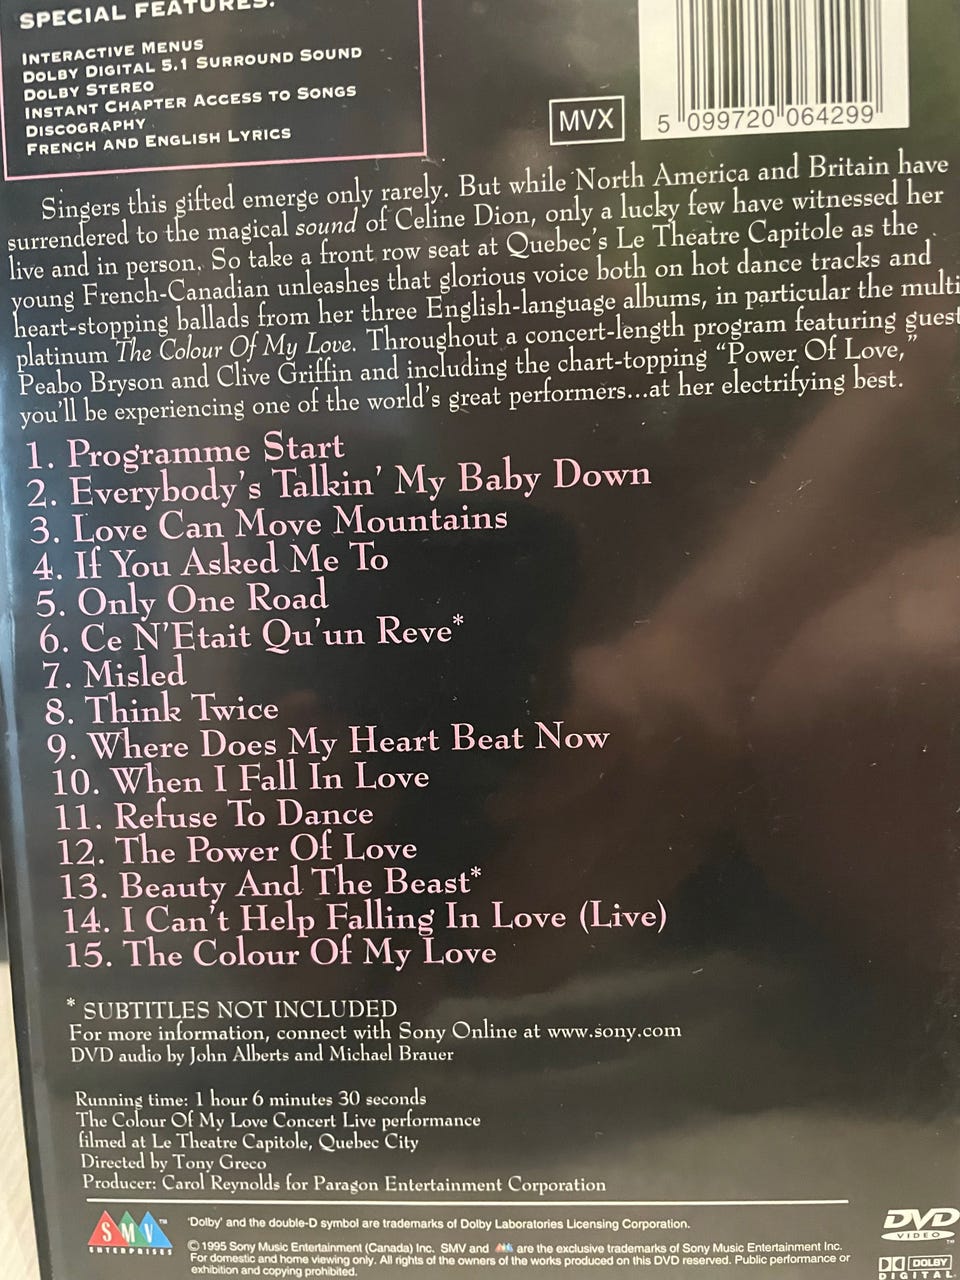 SPECIAL FEATURES:
INTERACTIVE MENUS
DOLBY DIGITAL 5.1 SURROUND SOUND
DOLBY STEREO
INSTANT CHAPTER ACCESS TO SONGS
DISCOGRAPHY
FRENCH AND ENGLISH LYRICS
MVX
5 099720 064299
Singers this gifted emerge only rarely. But while North America and Britain have
surrendered to the magical sound of Celine Dion, only a lucky few have witnessed her
live and in person. So take a front row seat at Quebec's Le Theatre Capitole as the
young French-Canadian unleashes that glorious voice both on hot dance tracks and
heart-stopping ballads from her three English-language albums, in particular the multi
platinum The Colour Of My Love. Throughout a concert-length program featuring guest
Peabo Bryson and Clive Griffin and including the chart-topping "Power Of Love,"
you'll be experiencing one of the world's great performers...at her electrifying best.
1. Programme Start
2. Everybody's Talkin' My Baby Down
3. Love Can Move Mountains
4. If You Asked Me To
5. Only One Road
6. Ce N'Etait Qu'un Reve*
7. Misled
8. Think Twice
9. Where Does My Heart Beat Now
10. When I Fall In Love
11. Refuse To Dance
12. The Power Of Love
13. Beauty And The Beast*
14. I Can't Help Falling In Love (Live)
15. The Colour Of My Love
* SUBTITLES NOT INCLUDED
For more information, connect with Sony Online at www.sony.com
DVD audio by John Alberts and Michael Brauer
Running time: 1 hour 6 minutes 30 seconds
The Colour Of My Love Concert Live performance
filmed at Le Theatre Capitole, Quebec City
Directed by Tony Greco
Producer: Carol Reynolds for Paragon Entertainment Corporation
SMV™
ENTERPRISES
'Dolby' and the double-D symbol are trademarks of Dolby Laboratories Licensing Corporation.
© 1995 Sony Music Entertainment (Canada) Inc. SMV and SMV are the exclusive trademarks of Sony Music Entertainment Inc.
For domestic and home viewing only. All rights of the owners of the works produced on this DVD reserved. Public performance or
exhibition and copying prohibited.
DVD
VIDEO™
DOLBY
DIGITAL